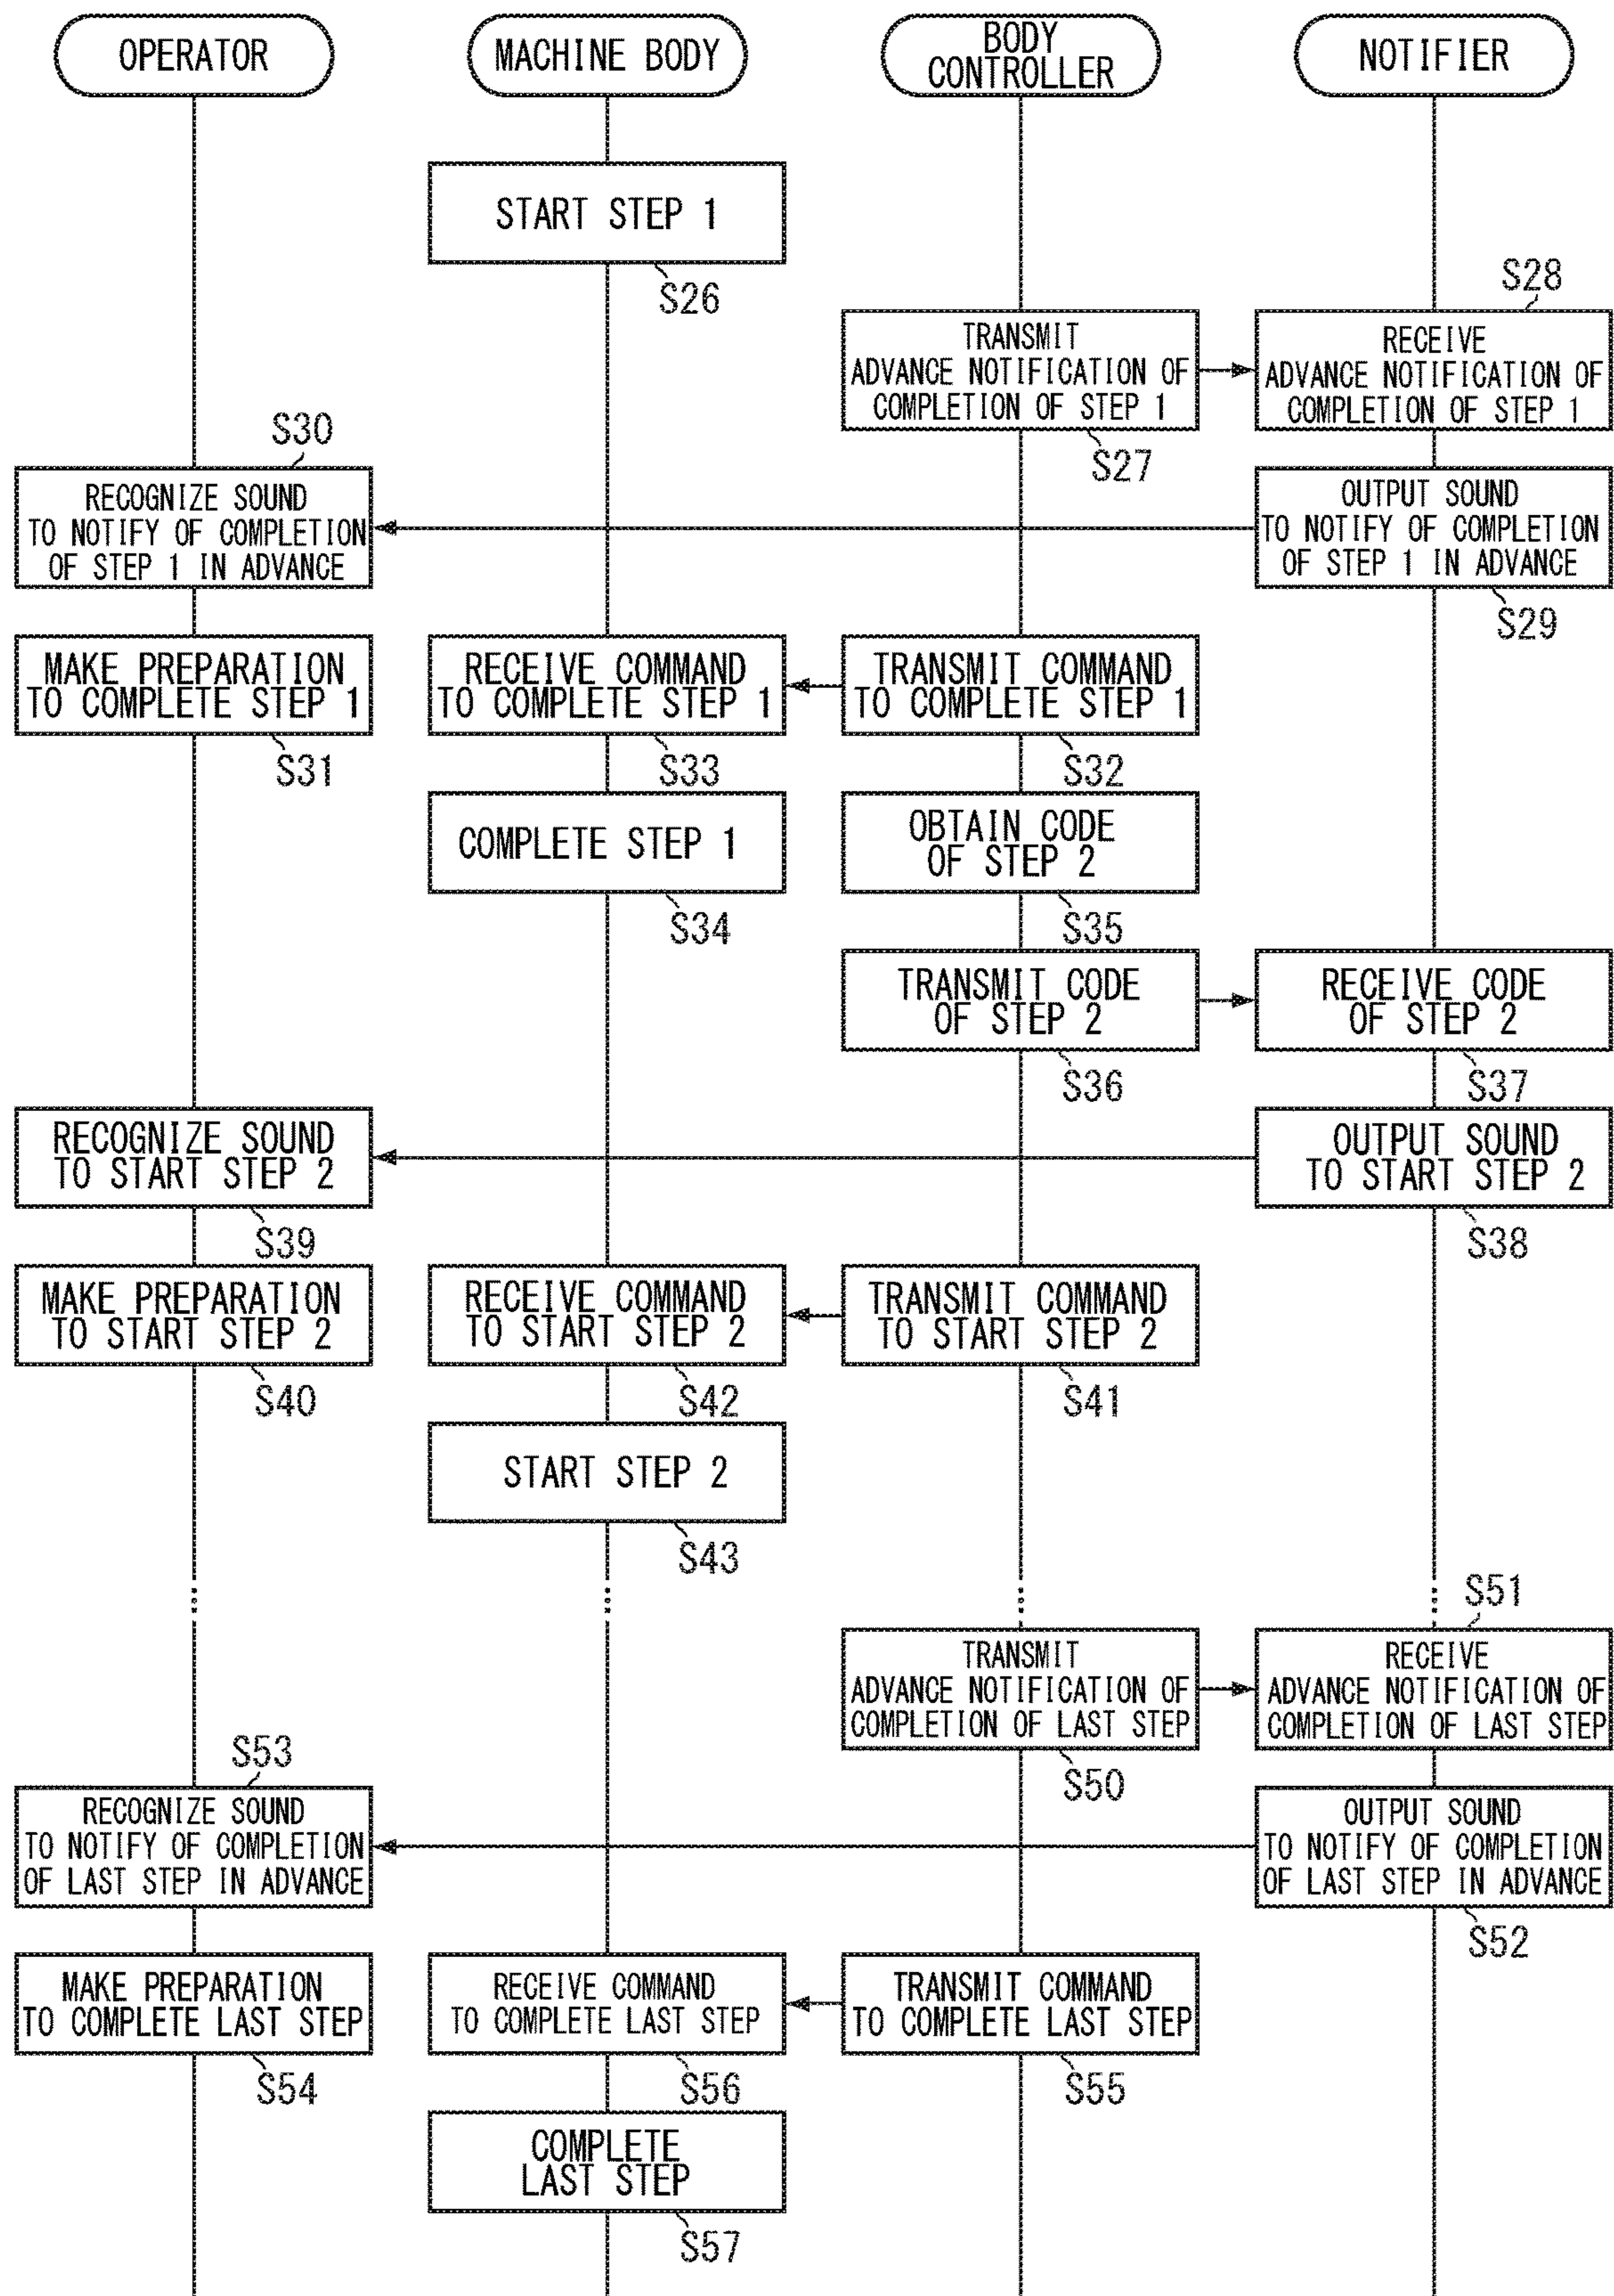 OPERATOR
MACHINE BODY
BODY
CONTROLLER
NOTIFIER
START STEP 1
S26
S28
TRANSMIT
ADVANCE NOTIFICATION OF
COMPLETION OF STEP 1
S27
RECEIVE
ADVANCE NOTIFICATION OF
COMPLETION OF STEP 1
S30
RECOGNIZE SOUND
TO NOTIFY OF COMPLETION
OF STEP 1 IN ADVANCE
OUTPUT SOUND
TO NOTIFY OF COMPLETION
OF STEP 1 IN ADVANCE
S29
MAKE PREPARATION
TO COMPLETE STEP 1
S31
RECEIVE COMMAND
TO COMPLETE STEP 1
S33
TRANSMIT COMMAND
TO COMPLETE STEP 1
S32
COMPLETE STEP 1
S34
OBTAIN CODE
OF STEP 2
S35
TRANSMIT CODE
OF STEP 2
S36
RECEIVE CODE
OF STEP 2
S37
RECOGNIZE SOUND
TO START STEP 2
S39
OUTPUT SOUND
TO START STEP 2
S38
MAKE PREPARATION
TO START STEP 2
S40
RECEIVE COMMAND
TO START STEP 2
S42
TRANSMIT COMMAND
TO START STEP 2
S41
START STEP 2
S43
S51
TRANSMIT
ADVANCE NOTIFICATION OF
COMPLETION OF LAST STEP
S50
RECEIVE
ADVANCE NOTIFICATION OF
COMPLETION OF LAST STEP
S53
RECOGNIZE SOUND
TO NOTIFY OF COMPLETION
OF LAST STEP IN ADVANCE
OUTPUT SOUND
TO NOTIFY OF COMPLETION
OF LAST STEP IN ADVANCE
S52
MAKE PREPARATION
TO COMPLETE LAST STEP
S54
RECEIVE COMMAND
TO COMPLETE LAST STEP
S56
TRANSMIT COMMAND
TO COMPLETE LAST STEP
S55
COMPLETE
LAST STEP
S57